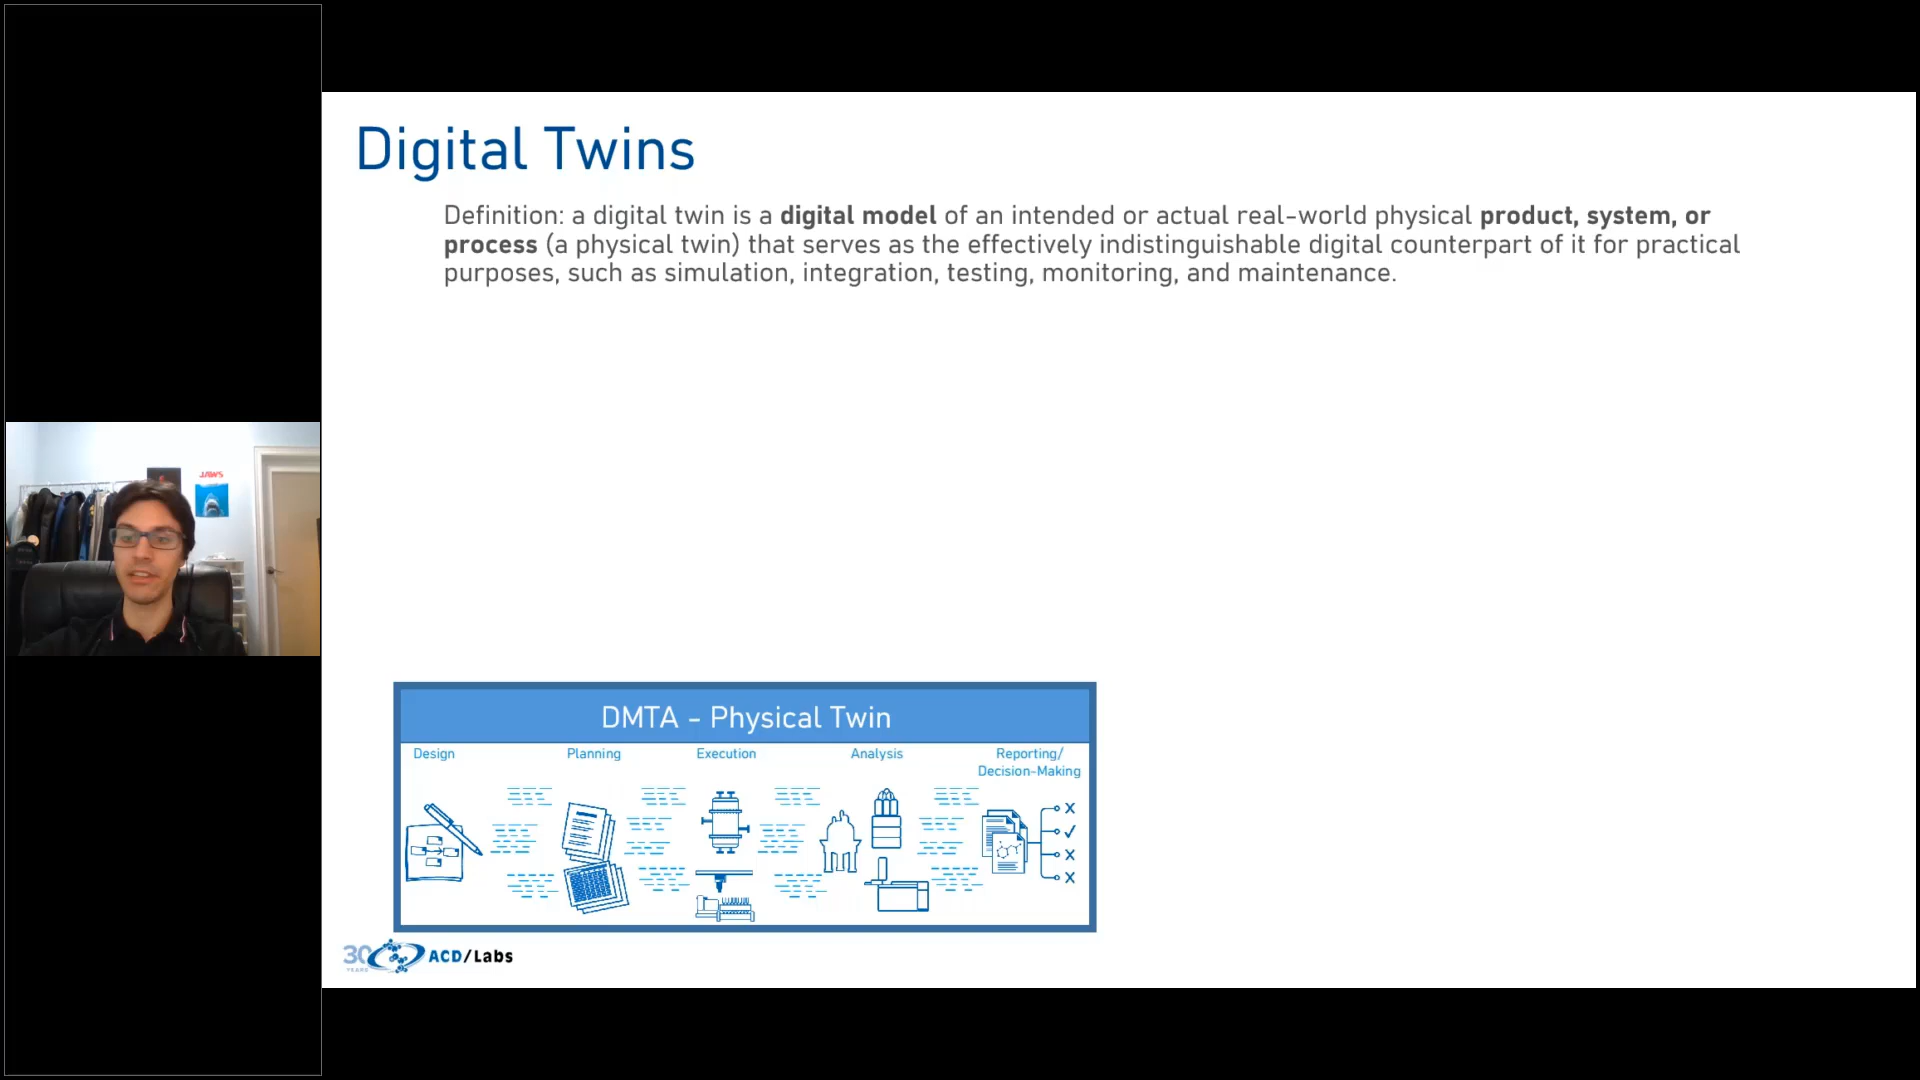 Digital Twins
Definition: a digital twin is a digital model of an intended or actual real-world physical product, system, or
process (a physical twin) that serves as the effectively indistinguishable digital counterpart of it for practical
purposes, such as simulation, integration, testing, monitoring, and maintenance.
JAWS
DMTA - Physical Twin
Design
Planning
Execution
Analysis
Reporting/
Decision-Making
30
YEARS
ACD/Labs